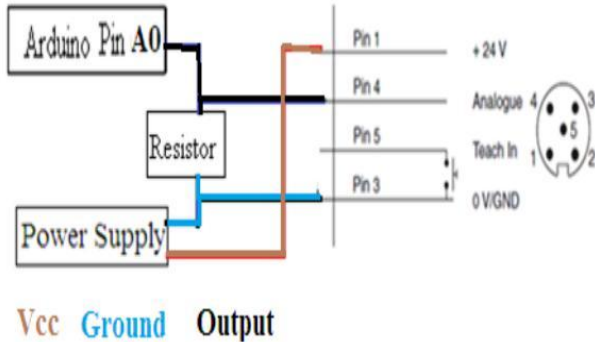 Arduino Pin A0
Pin 1
+ 24 V
Pin 4
Analogue
4
3
Resistor
5
Pin 5
Teach In
1
2
Pin 3
0 V/GND
Power Supply
Vcc Ground Output